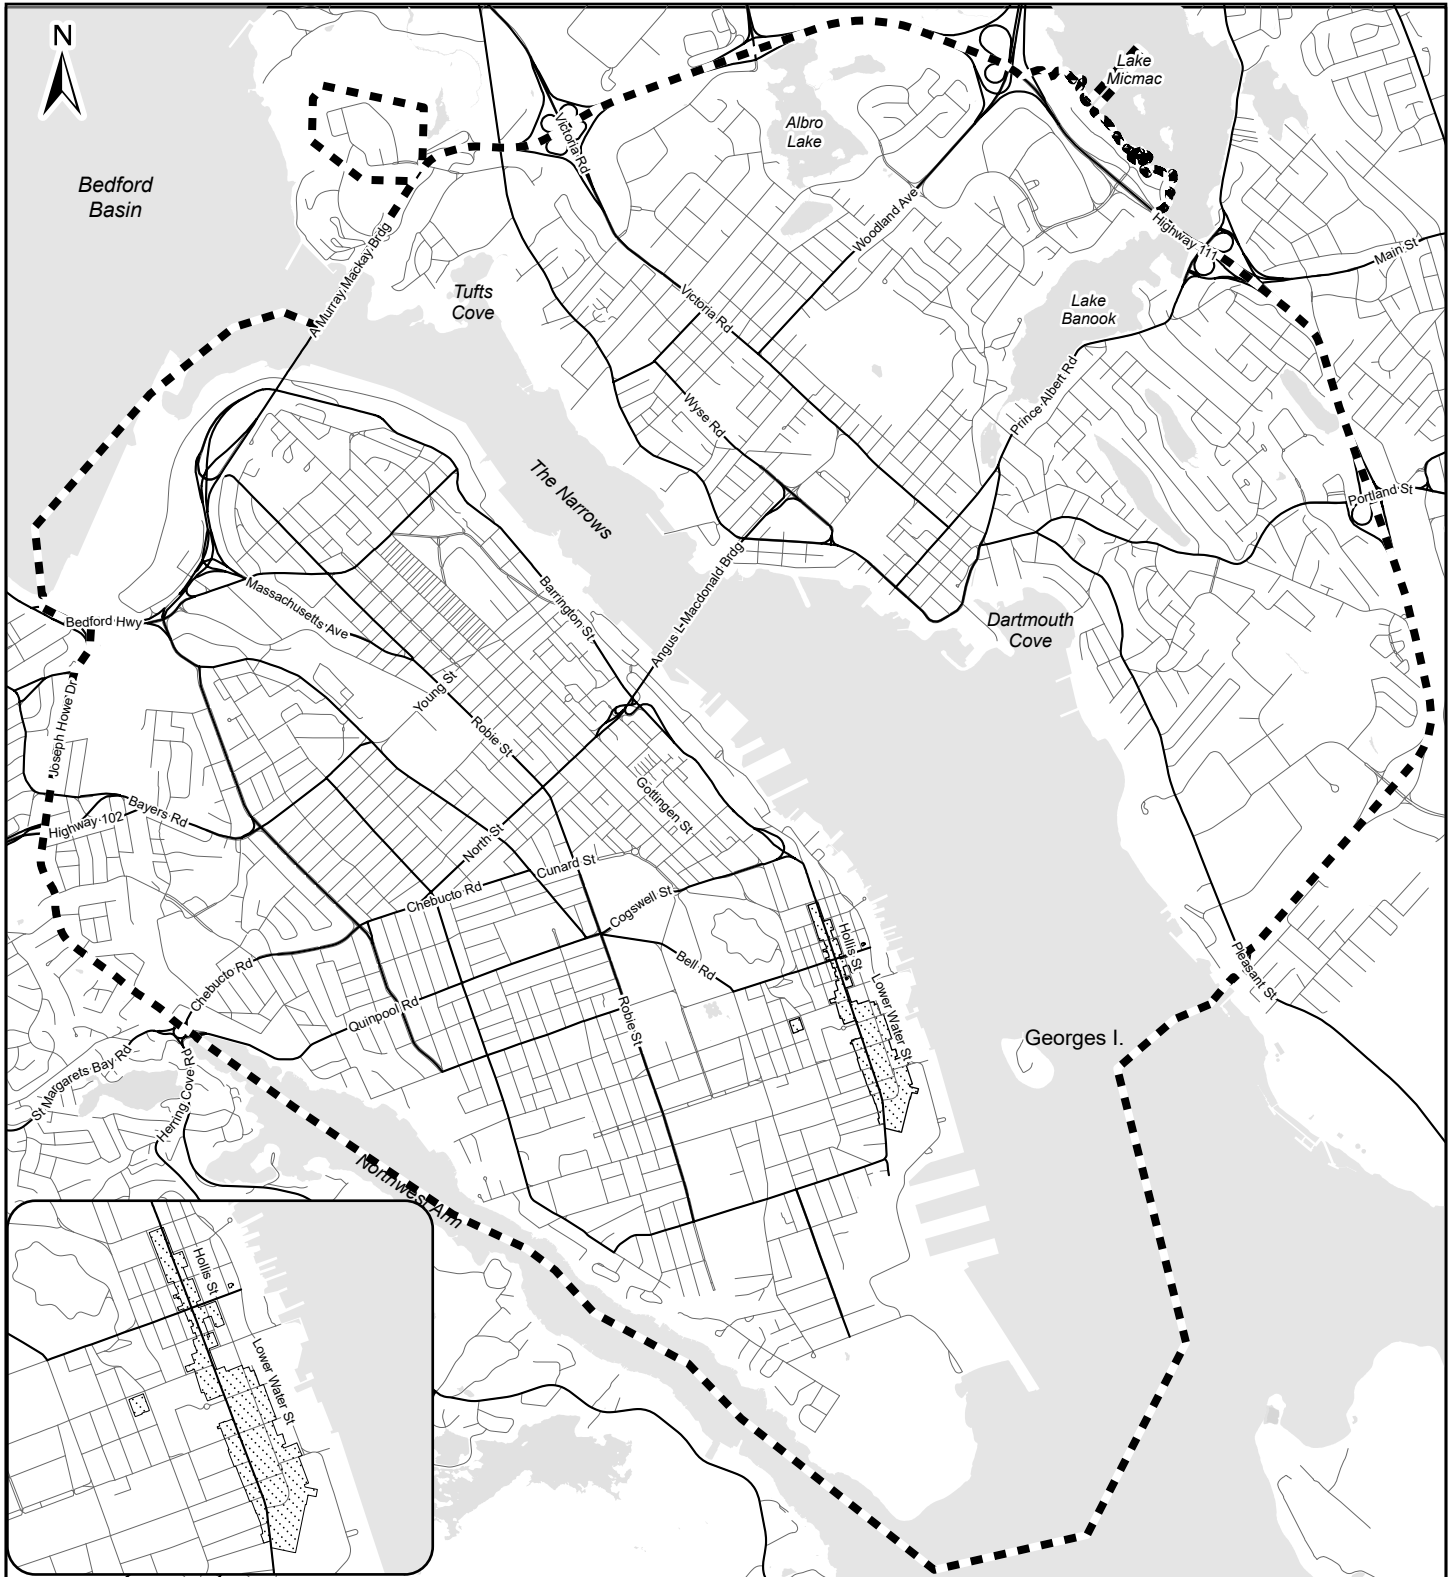 N
Lake
Micmac
Victoria Rd
Albro
Lake
Bedford
Basin
Woodland Ave
Highway 111
Main St
A Murray Mackay Brdg
Tufts
Cove
Victoria Rd
Lake
Banook
Prince Albert Rd
Wyse Rd
The Narrows
Portland St
Massachusetts Ave
Barrington St
Angus L Macdonald Brdg
Bedford Hwy
Dartmouth
Cove
Joseph Howe Dr
Young St
Robie St
Gottingen St
Bayers Rd
Highway 102
North St
Cunard St
Chebucto Rd
Cogswell St
Hollis St
Bell Rd
Pleasant St
Chebucto Rd
Quinpool Rd
Robie St
Lower Water St
Georges I.
St Margarets Bay Rd
Herring Cove Rd
Northwest Arm
Hollis St
Lower Water St